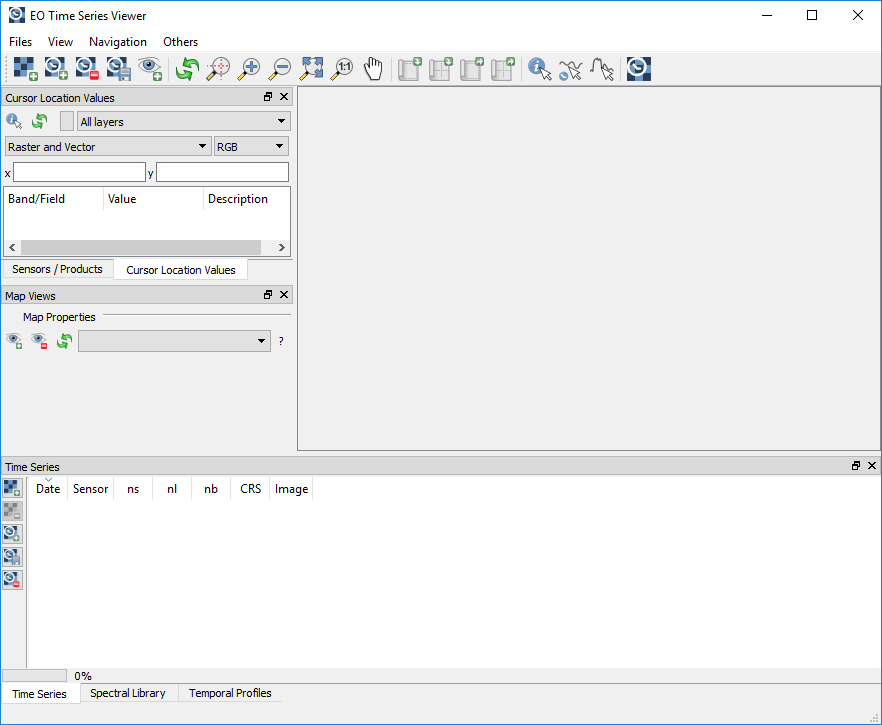 EO Time Series Viewer
Files View Navigation Others
1:1
Cursor Location Values
All layers
Raster and Vector RGB
x y
Band/Field Value Description
Sensors / Products Cursor Location Values
Map Views
Map Properties
?
Time Series
Date Sensor ns nl nb CRS Image
0%
Time Series Spectral Library Temporal Profiles